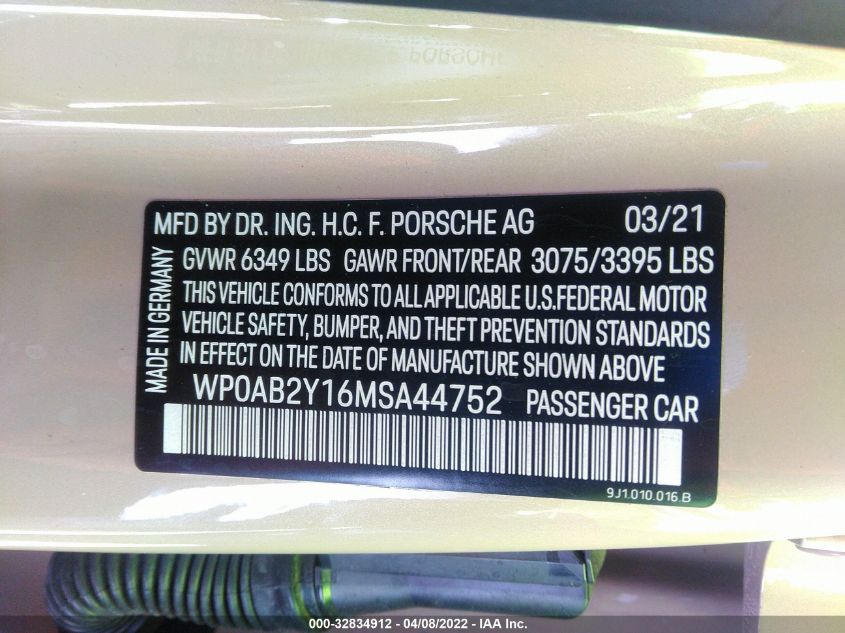 MFD BY DR. ING. H.C. F. PORSCHE AG 03/21
GVWR 6349 LBS GAWR FRONT/REAR 3075/3395 LBS
THIS VEHICLE CONFORMS TO ALL APPLICABLE U.S.FEDERAL MOTOR
VEHICLE SAFETY, BUMPER, AND THEFT PREVENTION STANDARDS
IN EFFECT ON THE DATE OF MANUFACTURE SHOWN ABOVE
MADE IN GERMANY
WP0AB2Y16MSA44752 PASSENGER CAR
9J1.010.016.B
000-32834912 - 04/08/2022 - IAA Inc.